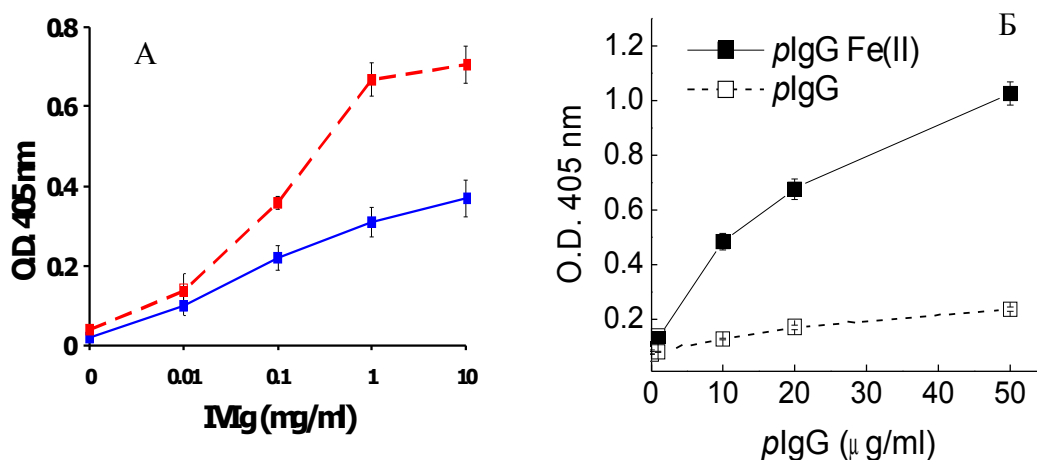 А
0.8
0.6
0.4
0.2
0
O.D. 405 nm
0 0.01 0.1 1 10
IVIg (mg/ml)
Б
pIgG Fe(II)
pIgG
1.2
1.0
0.8
0.6
0.4
0.2
O.D. 405 nm
0 10 20 30 40 50
pIgG (μ g/ml)